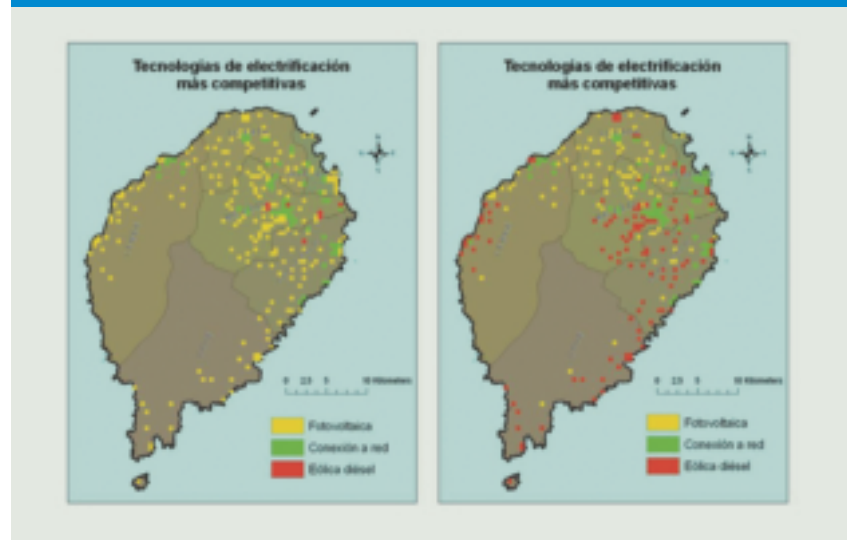 Tecnologías de electrificación
más competitivas
0 2,5 5 10 Kilometers
Fotovoltaica
Conexión a red
Eólica diésel
Tecnologías de electrificación
más competitivas
0 2,5 5 10 Kilometers
Fotovoltaica
Conexión a red
Eólica diésel